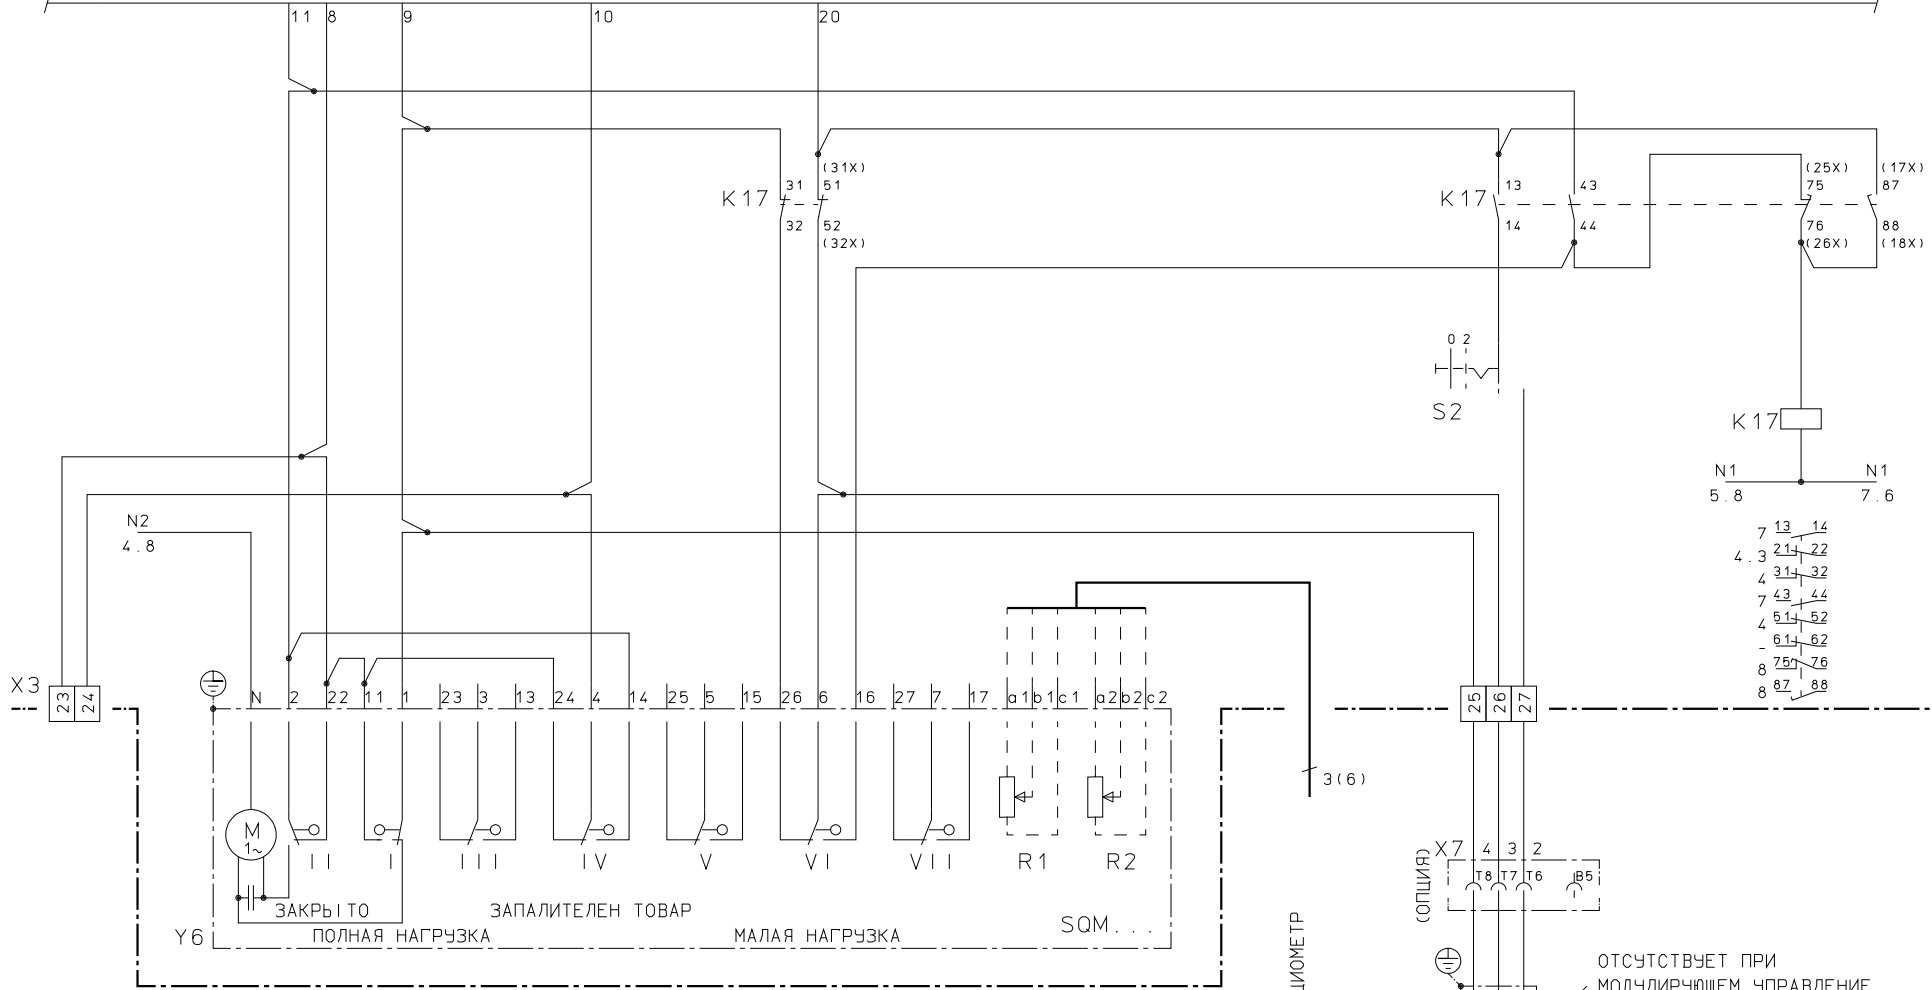 11 8 9 10 20
(31X) (25X) (17X)
31 51 13 43 75 87
K17 K17
32 52 14 44 76 88
(32X) (26X) (18X)
0 2
S2
K17
N1 N1
5.8 7.6
N2
4.8
7 13 14
4.3 21 22
4 31 32
7 43 44
4 51 52
- 61 62
8 75 76
8 87 88
X3 23 24
N 2 22 11 1 23 3 13 24 4 14 25 5 15 26 6 16 27 7 17 a1 b1 c1 a2 b2 c2
25 26 27
3(6)
M
1~
II I III IV V VI VII R1 R2
X7 4 3 2
(ОПЦИЯ)
T8 T7 T6 B5
ЗАКРЫТО ЗАПАЛИТЕЛЕН ТОВАР
SQM...
Y6 ПОЛНАЯ НАГРУЗКА МАЛАЯ НАГРУЗКА
ЦИОМЕТР
ОТСУТСТВУЕТ ПРИ
МОДУЛИРУЮЩЕМ УПРАВЛЕНИЕ